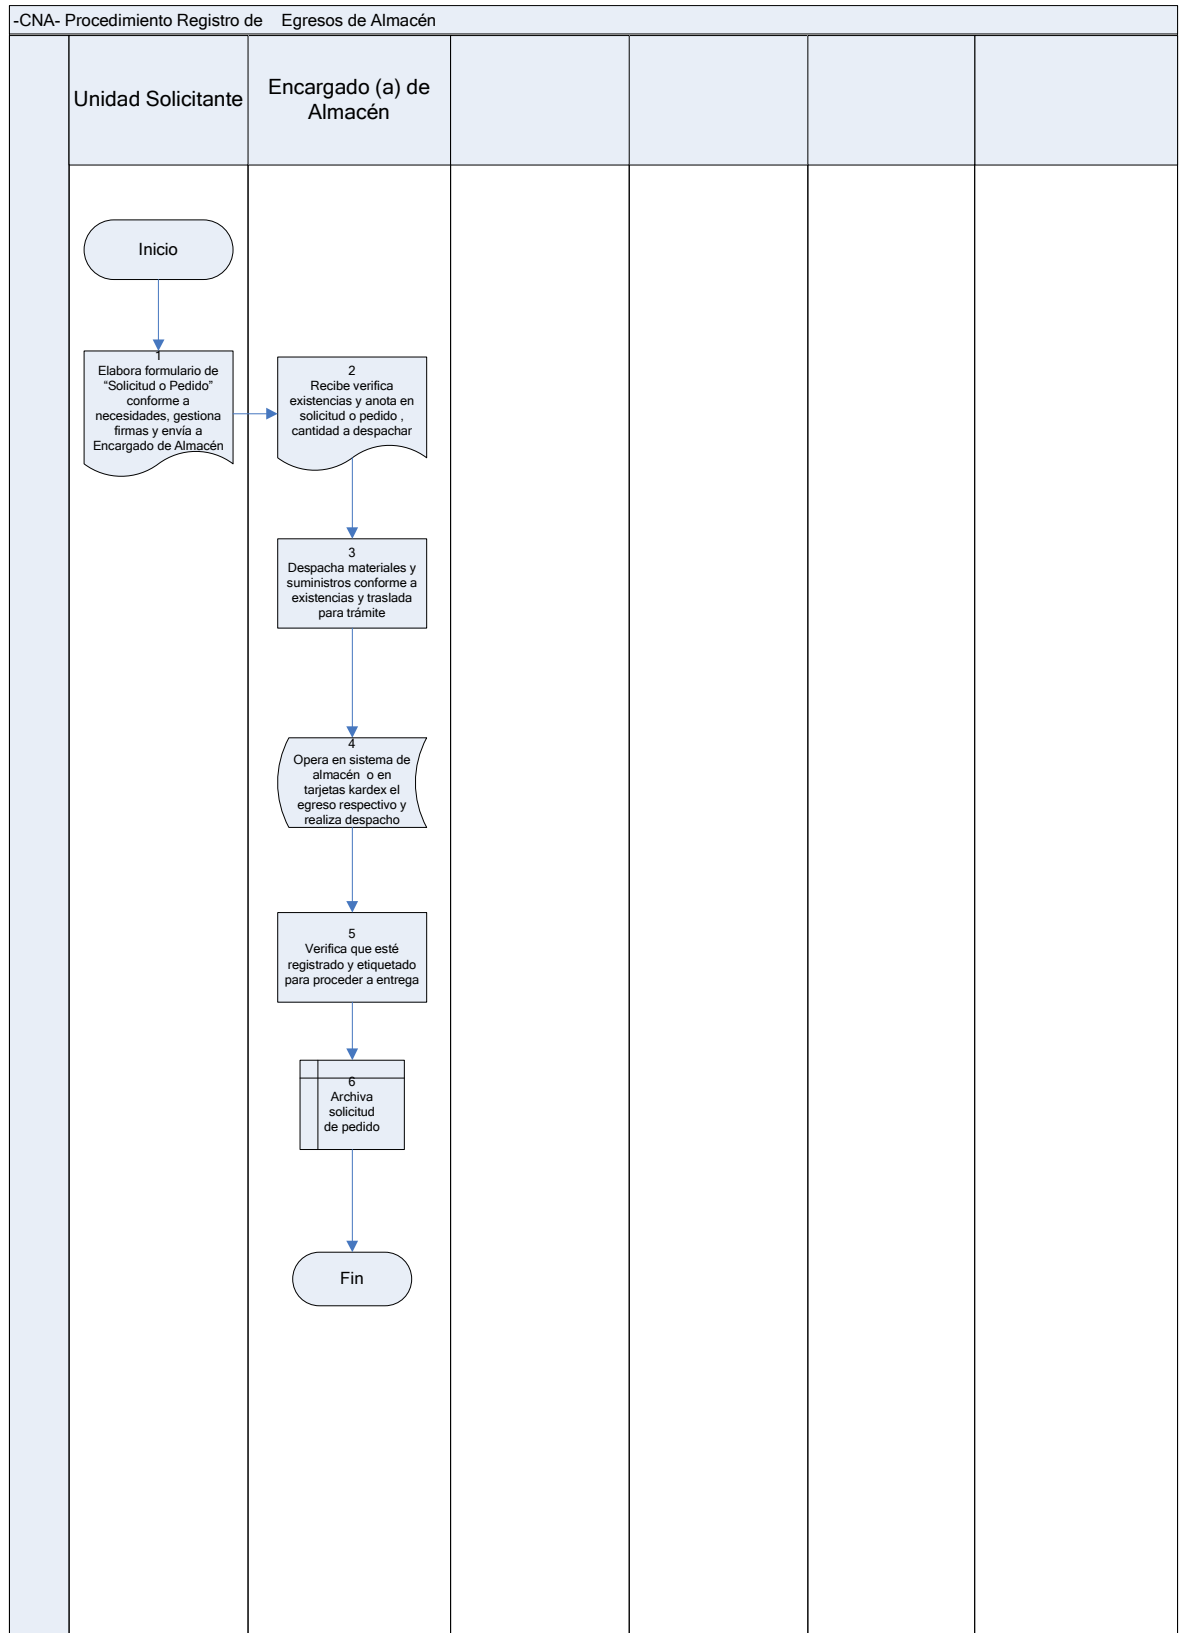 -CNA- Procedimiento Registro de    Egresos de Almacén
Unidad Solicitante
Encargado (a) de
Almacén
Inicio
1
Elabora formulario de
“Solicitud o Pedido”
conforme a
necesidades, gestiona
firmas y envía a
Encargado de Almacén
2
Recibe verifica
existencias y anota en
solicitud o pedido ,
cantidad a despachar
3
Despacha materiales y
suministros conforme a
existencias y traslada
para trámite
4
Opera en sistema de
almacén  o en
tarjetas kardex el
egreso respectivo y
realiza despacho
5
Verifica que esté
registrado y etiquetado
para proceder a entrega
6
Archiva
solicitud
de pedido
Fin